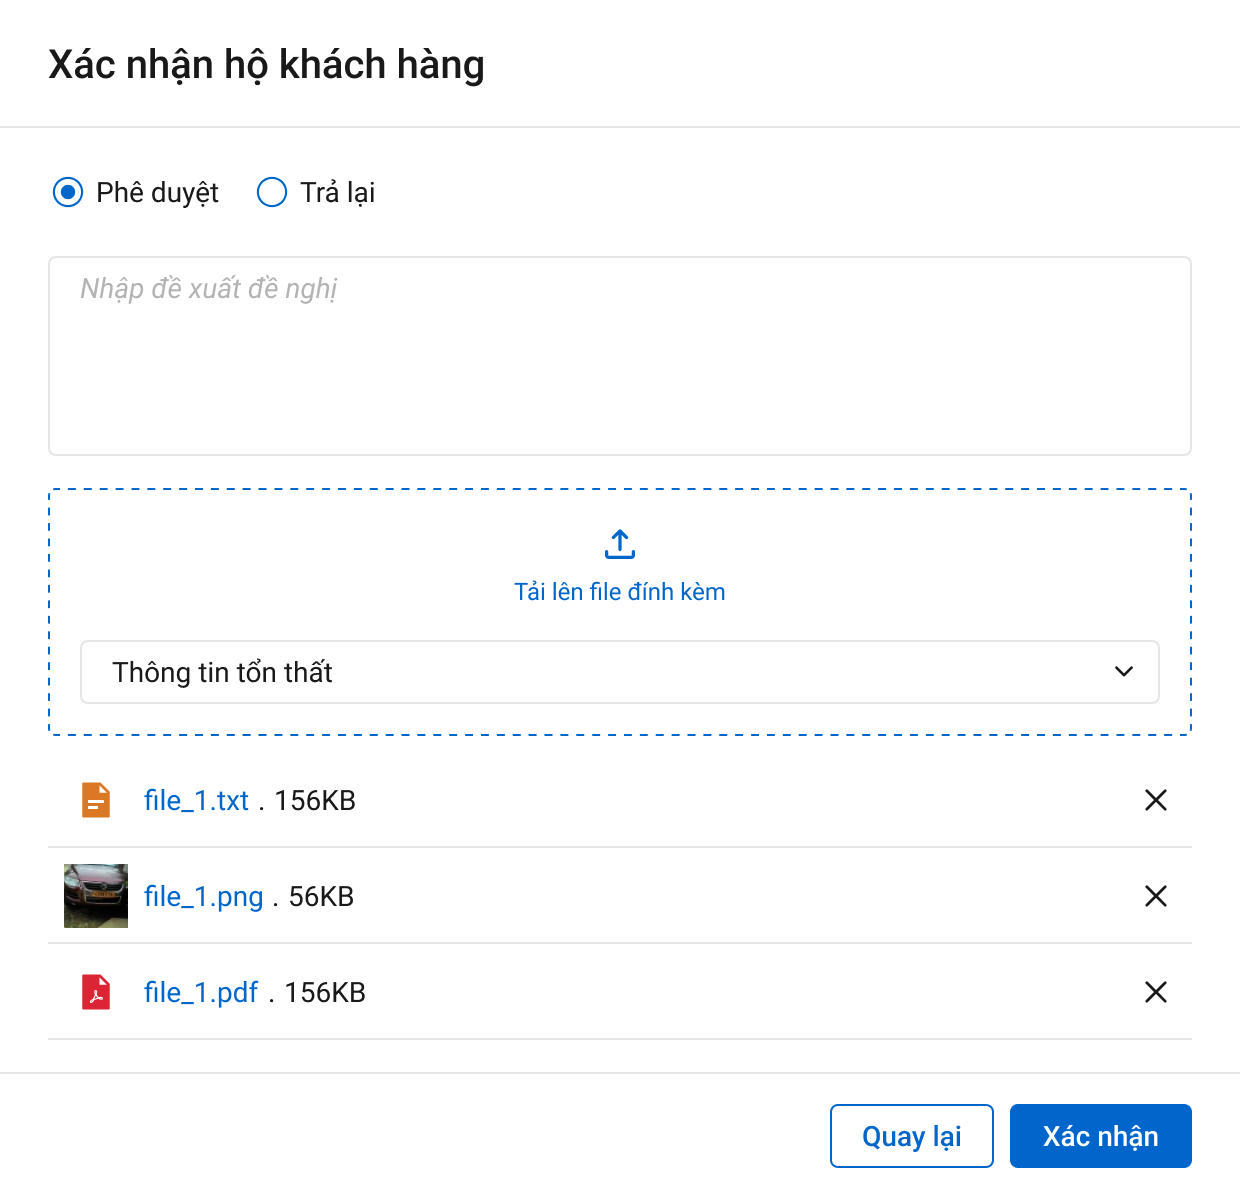 Xác nhận hộ khách hàng
Phê duyệt Trả lại
Nhập đề xuất đề nghị
Tải lên file đính kèm
Thông tin tổn thất
file_1.txt . 156KB
file_1.png . 56KB
file_1.pdf . 156KB
Quay lại Xác nhận